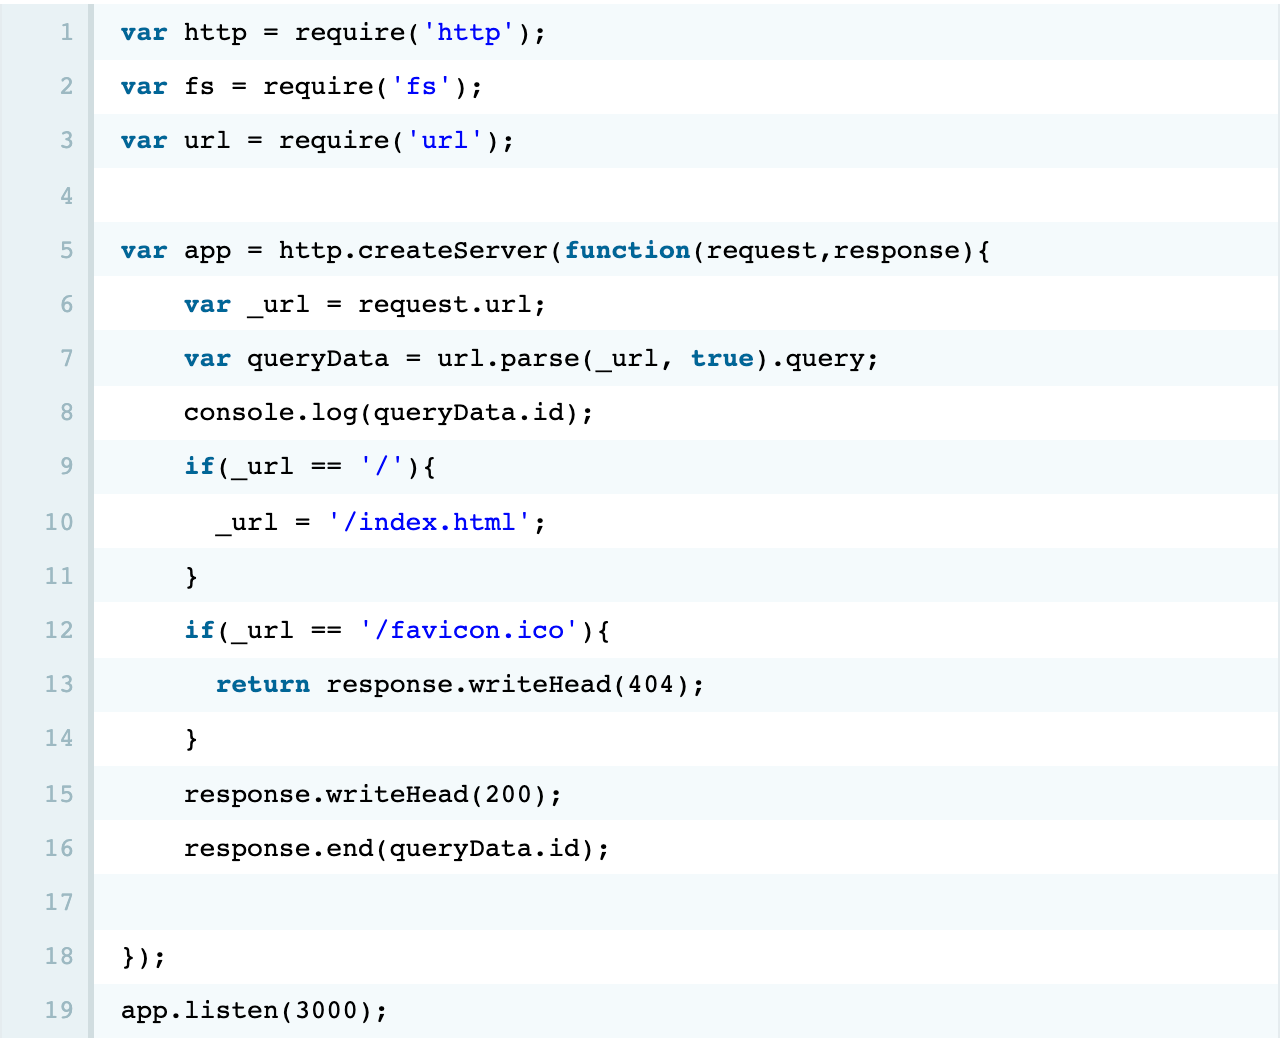 1 var http = require('http');
2 var fs = require('fs');
3 var url = require('url');
4
5 var app = http.createServer(function(request,response){
6     var _url = request.url;
7     var queryData = url.parse(_url, true).query;
8     console.log(queryData.id);
9     if(_url == '/'){
10       _url = '/index.html';
11     }
12     if(_url == '/favicon.ico'){
13       return response.writeHead(404);
14     }
15     response.writeHead(200);
16     response.end(queryData.id);
17
18 });
19 app.listen(3000);